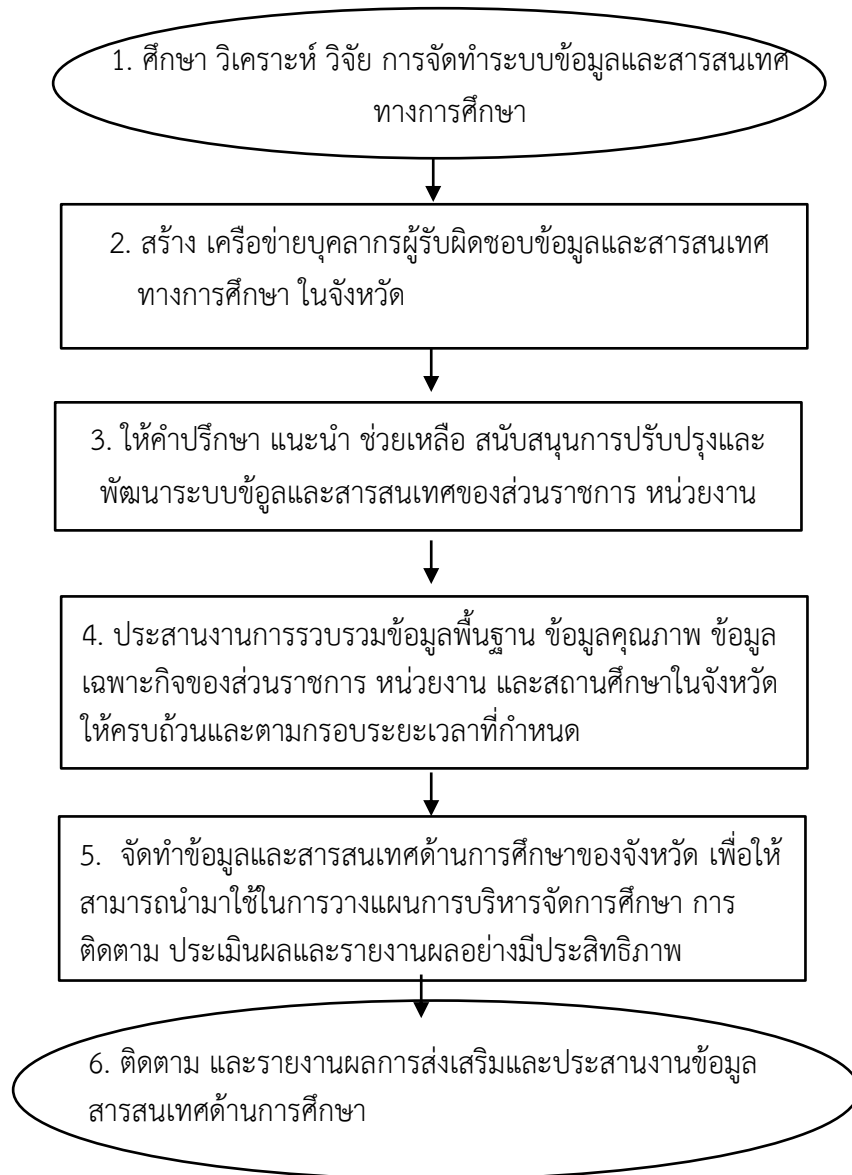 1. ศึกษา วิเคราะห์ วิจัย การจัดทำระบบข้อมูลและสารสนเทศ
ทางการศึกษา
2. สร้าง เครือข่ายบุคลากรผู้รับผิดชอบข้อมูลและสารสนเทศ
ทางการศึกษา ในจังหวัด
3. ให้คำปรึกษา แนะนำ ช่วยเหลือ สนับสนุนการปรับปรุงและ
พัฒนาระบบข้อูลและสารสนเทศของส่วนราชการ หน่วยงาน
4. ประสานงานการรวบรวมข้อมูลพื้นฐาน ข้อมูลคุณภาพ ข้อมูล
เฉพาะกิจของส่วนราชการ หน่วยงาน และสถานศึกษาในจังหวัด
ให้ครบถ้วนและตามกรอบระยะเวลาที่กำหนด
5. จัดทำข้อมูลและสารสนเทศด้านการศึกษาของจังหวัด เพื่อให้
สามารถนำมาใช้ในการวางแผนการบริหารจัดการศึกษา การ
ติดตาม ประเมินผลและรายงานผลอย่างมีประสิทธิภาพ
6. ติดตาม และรายงานผลการส่งเสริมและประสานงานข้อมูล
สารสนเทศด้านการศึกษา